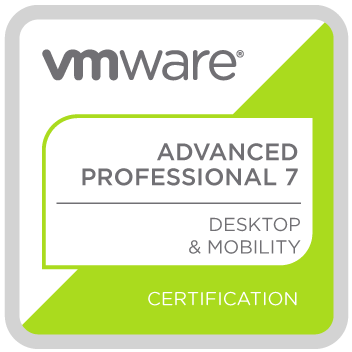 vmware®
ADVANCED
PROFESSIONAL 7
DESKTOP
& MOBILITY
CERTIFICATION